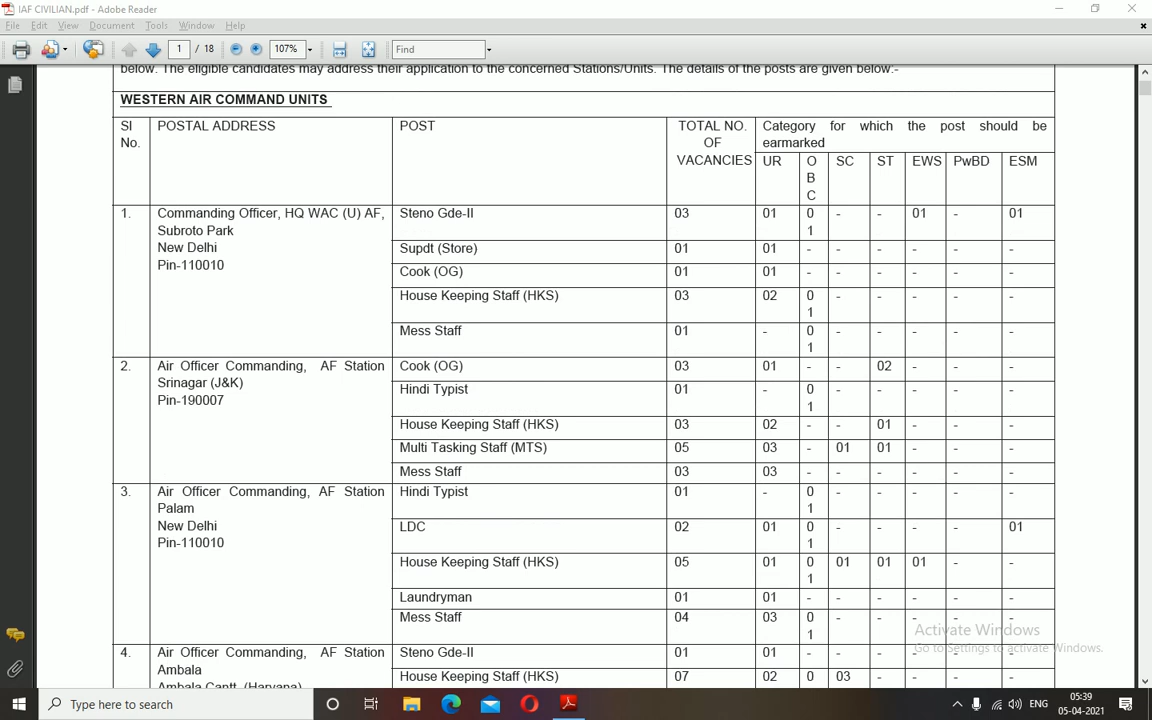 IAF CIVILIAN.pdf - Adobe Reader
File Edit View Document Tools Window Help
1 / 18 107% Find
below. The eligible candidates may address their application to the concerned Stations/Units. The details of the posts are given below:-
WESTERN AIR COMMAND UNITS
Sl No. POSTAL ADDRESS POST TOTAL NO. OF VACANCIES Category for which the post should be earmarked
UR OBC SC ST EWS PwBD ESM
1. Commanding Officer, HQ WAC (U) AF, Steno Gde-II 03 01 01 - - 01 - 01
Subroto Park
New Delhi Supdt (Store) 01 01 - - - - - -
Pin-110010 Cook (OG) 01 01 - - - - - -
House Keeping Staff (HKS) 03 02 01 - - - - -
Mess Staff 01 - 01 - - - - -
2. Air Officer Commanding, AF Station Cook (OG) 03 01 - - 02 - - -
Srinagar (J&K) Hindi Typist 01 - 01 - - - - -
Pin-190007
House Keeping Staff (HKS) 03 02 - - 01 - - -
Multi Tasking Staff (MTS) 05 03 - 01 01 - - -
Mess Staff 03 03 - - - - - -
3. Air Officer Commanding, AF Station Hindi Typist 01 - 01 - - - - -
Palam
New Delhi LDC 02 01 01 - - - - 01
Pin-110010
House Keeping Staff (HKS) 05 01 01 01 01 01 - -
Laundryman 01 01 - - - - - -
Mess Staff 04 03 01 - - - - -
4. Air Officer Commanding, AF Station Steno Gde-II 01 01 - - - - - -
Ambala
Ambala Cantt. (Haryana) House Keeping Staff (HKS) 07 02 0 03 - - - -
Activate Windows
Go to Settings to activate Windows.
Type here to search
ENG 05:39
05-04-2021